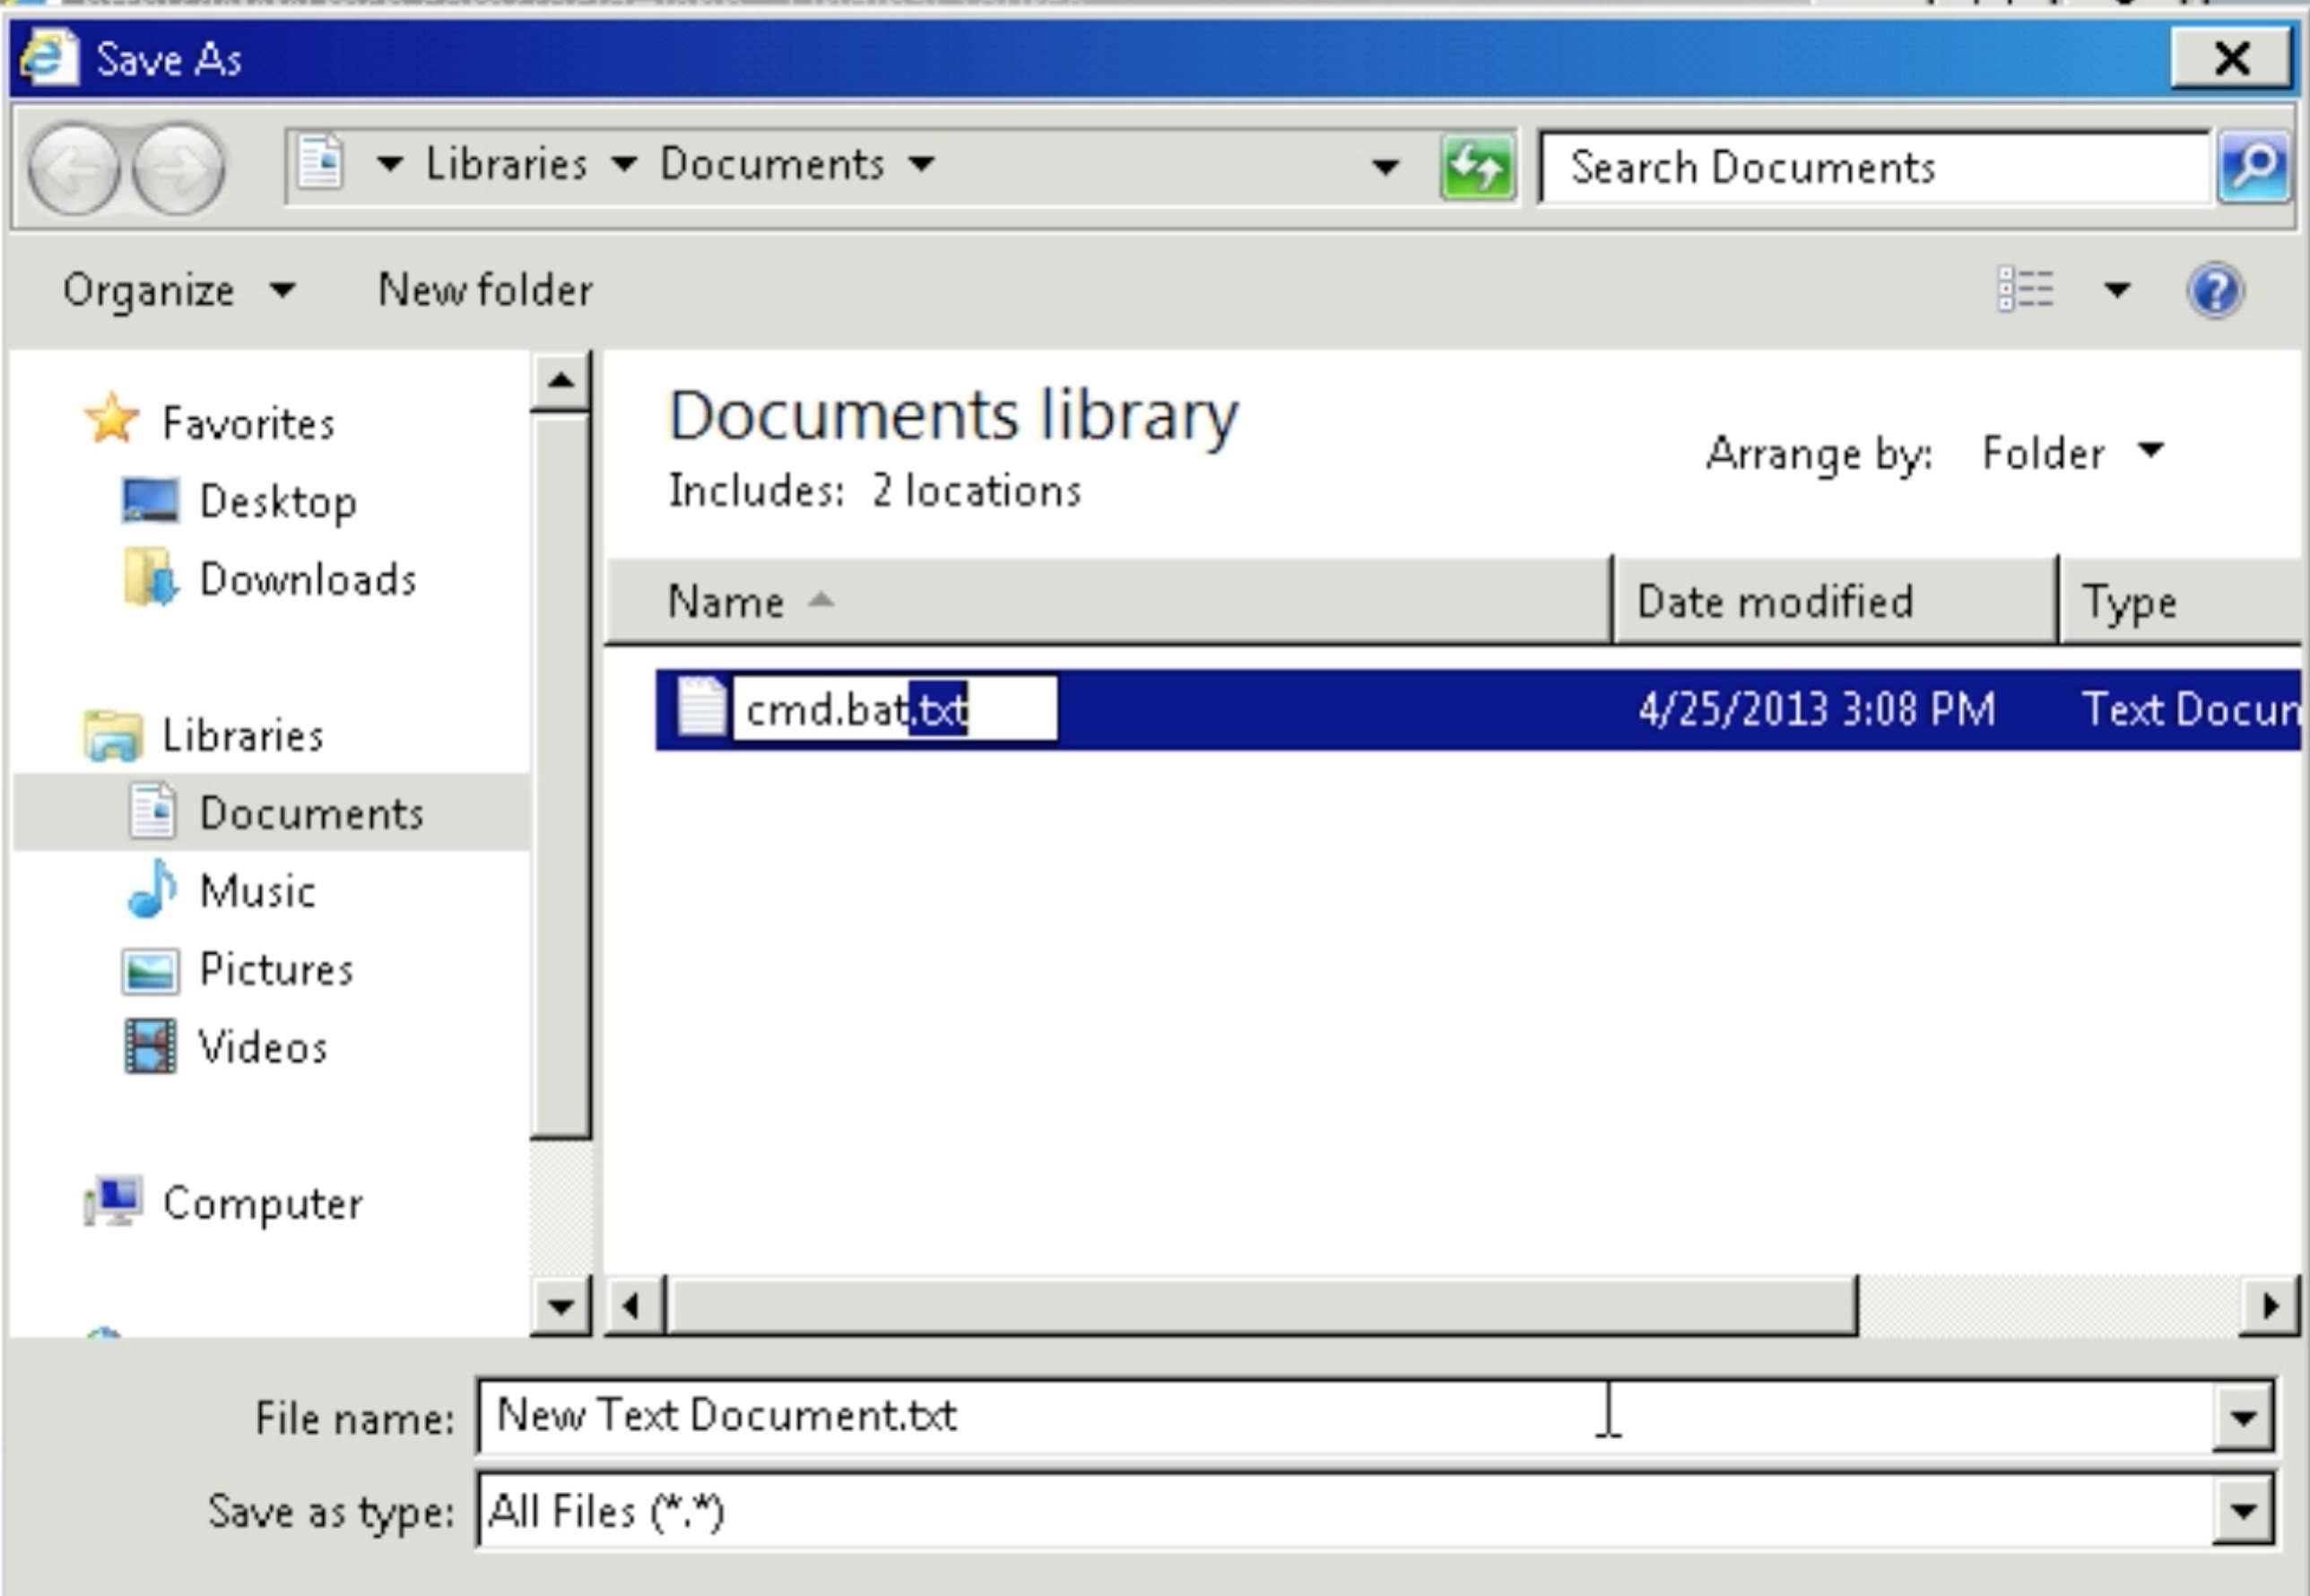 Save As
Libraries Documents
Search Documents
Organize New folder
Favorites
Desktop
Downloads
Libraries
Documents
Music
Pictures
Videos
Computer
Documents library
Includes: 2 locations
Arrange by: Folder
Name Date modified Type
cmd.bat.txt 4/25/2013 3:08 PM Text Docun
File name: New Text Document.txt
Save as type: All Files (*.*)